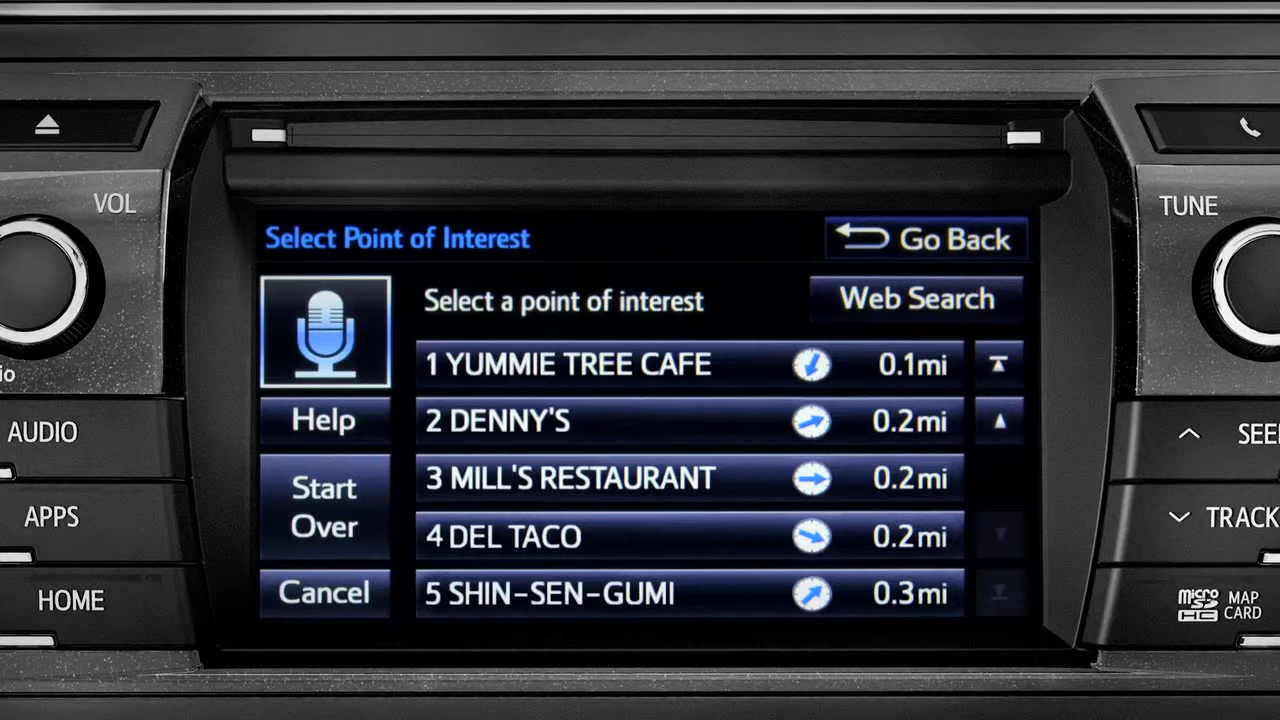 VOL
TUNE
Select Point of Interest
Go Back
Select a point of interest
Web Search
1 YUMMIE TREE CAFE 0.1mi
Help
2 DENNY'S 0.2mi
3 MILL'S RESTAURANT 0.2mi
Start
Over
4 DEL TACO 0.2mi
Cancel
5 SHIN-SEN-GUMI 0.3mi
AUDIO
APPS
HOME
TRACK
micro
SD
HC
MAP
CARD